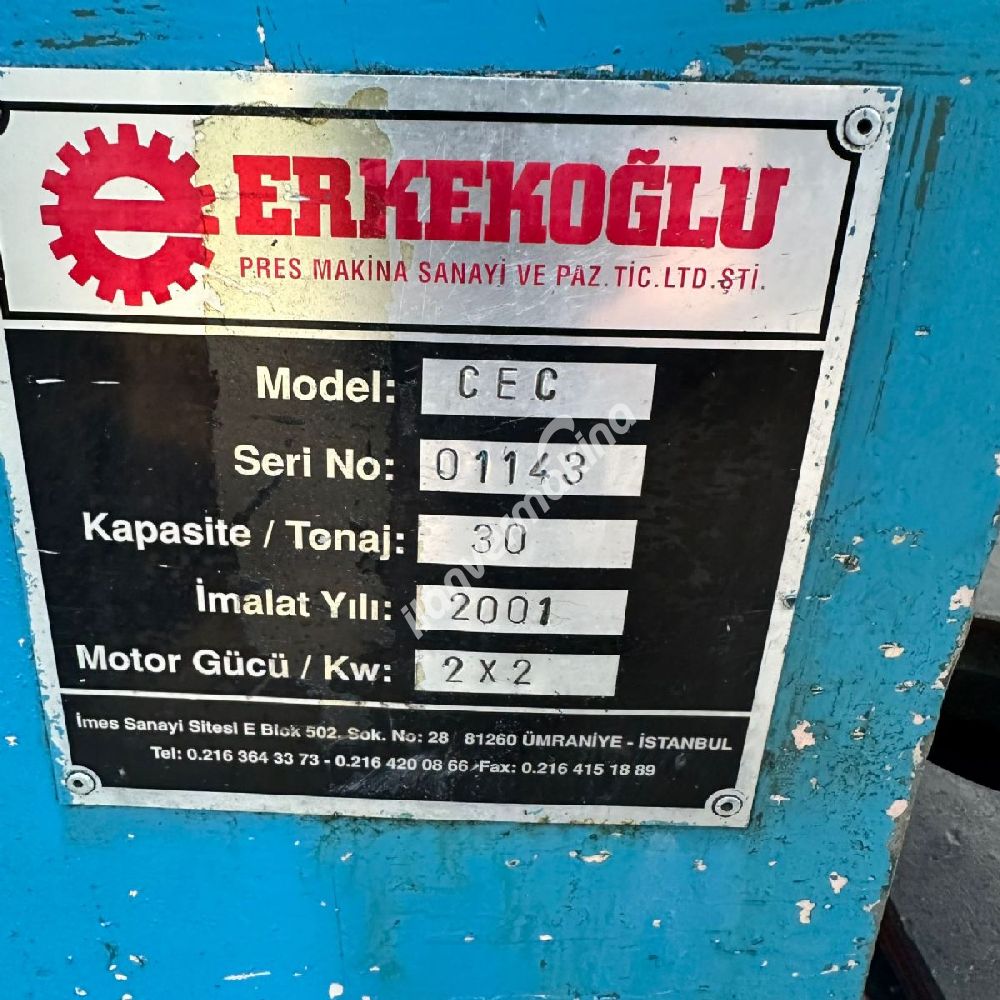 e ERKEKOĞLU
PRES MAKİNA SANAYİ VE PAZ. TİC. LTD. ŞTİ.
Model: CEC
Seri No: 01143
Kapasite / Tonaj: 30
İmalat Yılı: 2001
Motor Gücü / Kw: 2 X 2
İmes Sanayi Sitesi E Blok 502. Sok. No: 28 81260 ÜMRANİYE - İSTANBUL
Tel: 0.216 364 33 73 - 0.216 420 08 66 Fax: 0.216 415 18 89
ilanvermakina